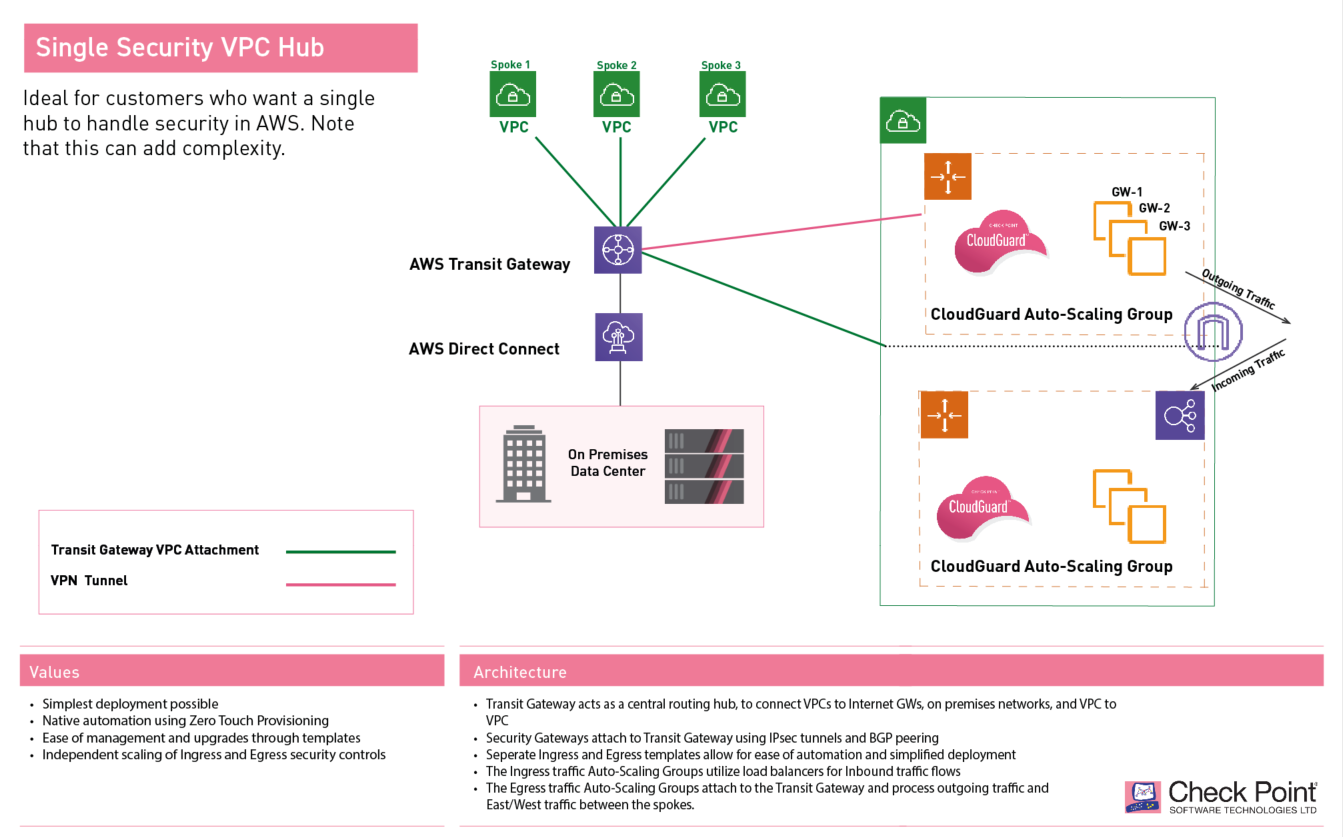 Single Security VPC Hub
Ideal for customers who want a single
hub to handle security in AWS. Note
that this can add complexity.
Spoke 1
Spoke 2
Spoke 3
VPC
VPC
VPC
AWS Transit Gateway
AWS Direct Connect
On Premises
Data Center
GW-1
GW-2
GW-3
CHECK POINT
CloudGuard™
CloudGuard Auto-Scaling Group
Outgoing Traffic
Incoming Traffic
CloudGuard™
CloudGuard Auto-Scaling Group
Transit Gateway VPC Attachment
VPN Tunnel
Values
• Simplest deployment possible
• Native automation using Zero Touch Provisioning
• Ease of management and upgrades through templates
• Independent scaling of Ingress and Egress security controls
Architecture
• Transit Gateway acts as a central routing hub, to connect VPCs to Internet GWs, on premises networks, and VPC to
VPC
• Security Gateways attach to Transit Gateway using IPsec tunnels and BGP peering
• Seperate Ingress and Egress templates allow for ease of automation and simplified deployment
• The Ingress traffic Auto-Scaling Groups utilize load balancers for Inbound traffic flows
• The Egress traffic Auto-Scaling Groups attach to the Transit Gateway and process outgoing traffic and
East/West traffic between the spokes.
Check Point
SOFTWARE TECHNOLOGIES LTD